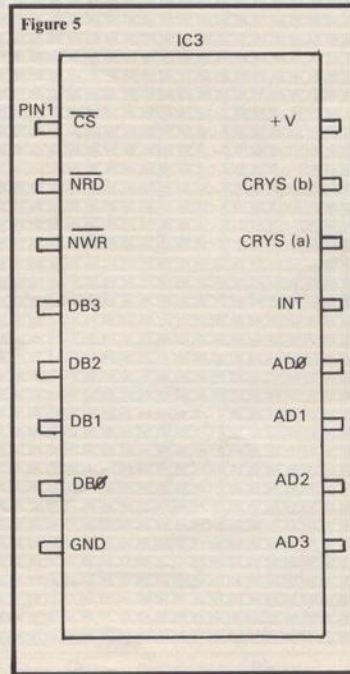 Figure 5
IC3
PIN1 CS +V
NRD CRYS (b)
NWR CRYS (a)
DB3 INT
DB2 ADØ
DB1 AD1
DBØ AD2
GND AD3